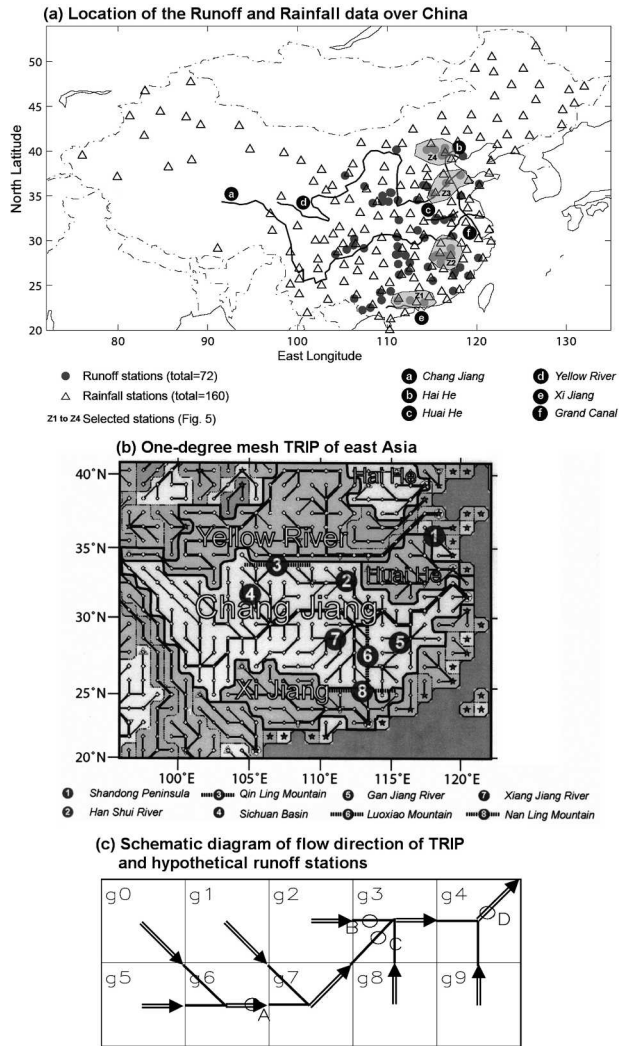 (a) Location of the Runoff and Rainfall data over China
50
45
40
35
30
25
20
North Latitude
a
b
c
d
e
f
Z4
Z3
Z2
Z1
80 90 100 110 120 130
East Longitude
Runoff stations (total=72)
Rainfall stations (total=160)
Z1 to Z4 Selected stations (Fig. 5)
a Chang Jiang
b Hai He
c Huai He
d Yellow River
e Xi Jiang
f Grand Canal
(b) One-degree mesh TRIP of east Asia
40°N
35°N
30°N
25°N
20°N
Hai He
Yellow River
Huai He
Chang Jiang
Xi Jiang
1
3
2
4
7
5
6
8
100°E 105°E 110°E 115°E 120°E
1 Shandong Peninsula
3 Qin Ling Mountain
5 Gan Jiang River
7 Xiang Jiang River
2 Han Shui River
4 Sichuan Basin
6 Luoxiao Mountain
8 Nan Ling Mountain
(c) Schematic diagram of flow direction of TRIP
and hypothetical runoff stations
g0 g1 g2 g3 g4
B C D
g5 g6 g7 g8 g9
A